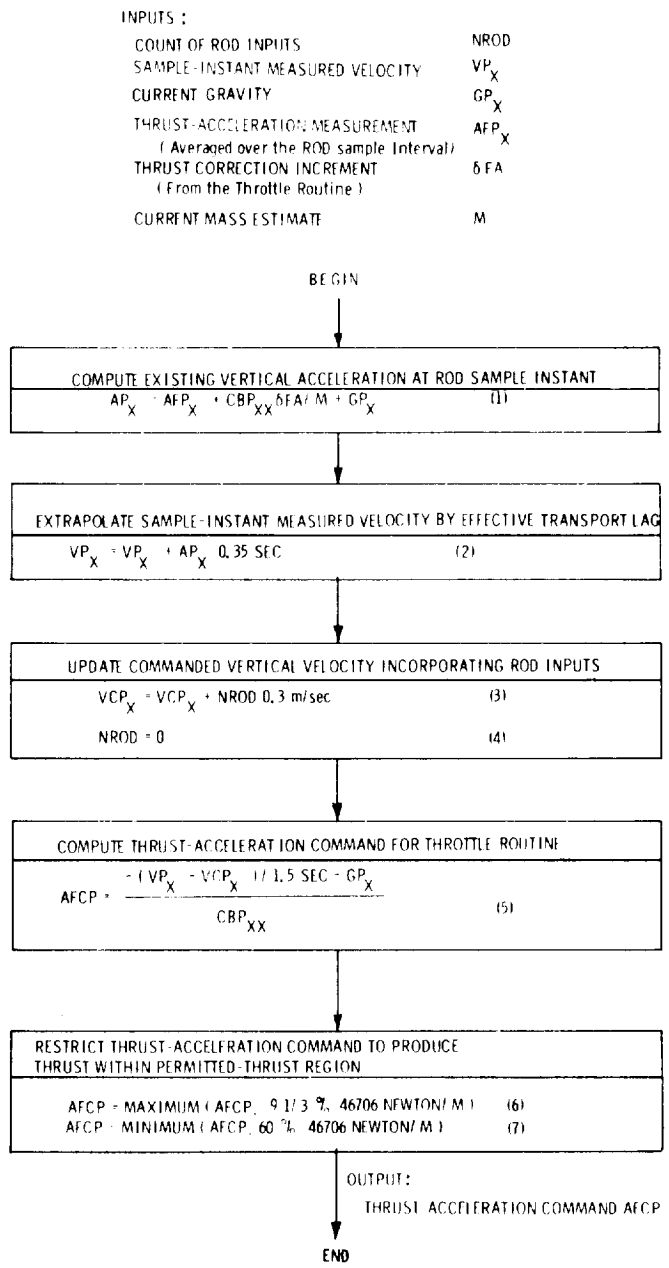 INPUTS :
COUNT OF ROD INPUTS NROD
SAMPLE-INSTANT MEASURED VELOCITY VP_X
CURRENT GRAVITY GP_X
THRUST-ACCELERATION MEASUREMENT AFP_X
( Averaged over the ROD sample Interval)
THRUST CORRECTION INCREMENT δFA
( From the Throttle Routine )
CURRENT MASS ESTIMATE M
BEGIN
COMPUTE EXISTING VERTICAL ACCELERATION AT ROD SAMPLE INSTANT
AP_X = AFP_X + CBP_XX δFA/ M + GP_X (1)
EXTRAPOLATE SAMPLE-INSTANT MEASURED VELOCITY BY EFFECTIVE TRANSPORT LAG
VP_X = VP_X + AP_X 0.35 SEC (2)
UPDATE COMMANDED VERTICAL VELOCITY INCORPORATING ROD INPUTS
VCP_X = VCP_X + NROD 0.3 m/sec (3)
NROD = 0 (4)
COMPUTE THRUST-ACCELERATION COMMAND FOR THROTTLE ROUTINE
- ( VP_X - VCP_X )/ 1.5 SEC - GP_X
AFCP = (5)
CBP_XX
RESTRICT THRUST-ACCELERATION COMMAND TO PRODUCE
THRUST WITHIN PERMITTED-THRUST REGION
AFCP = MAXIMUM ( AFCP, 9 1/3 %, 46706 NEWTON/ M ) (6)
AFCP = MINIMUM ( AFCP, 60 %, 46706 NEWTON/ M ) (7)
OUTPUT:
THRUST ACCELERATION COMMAND AFCP
END